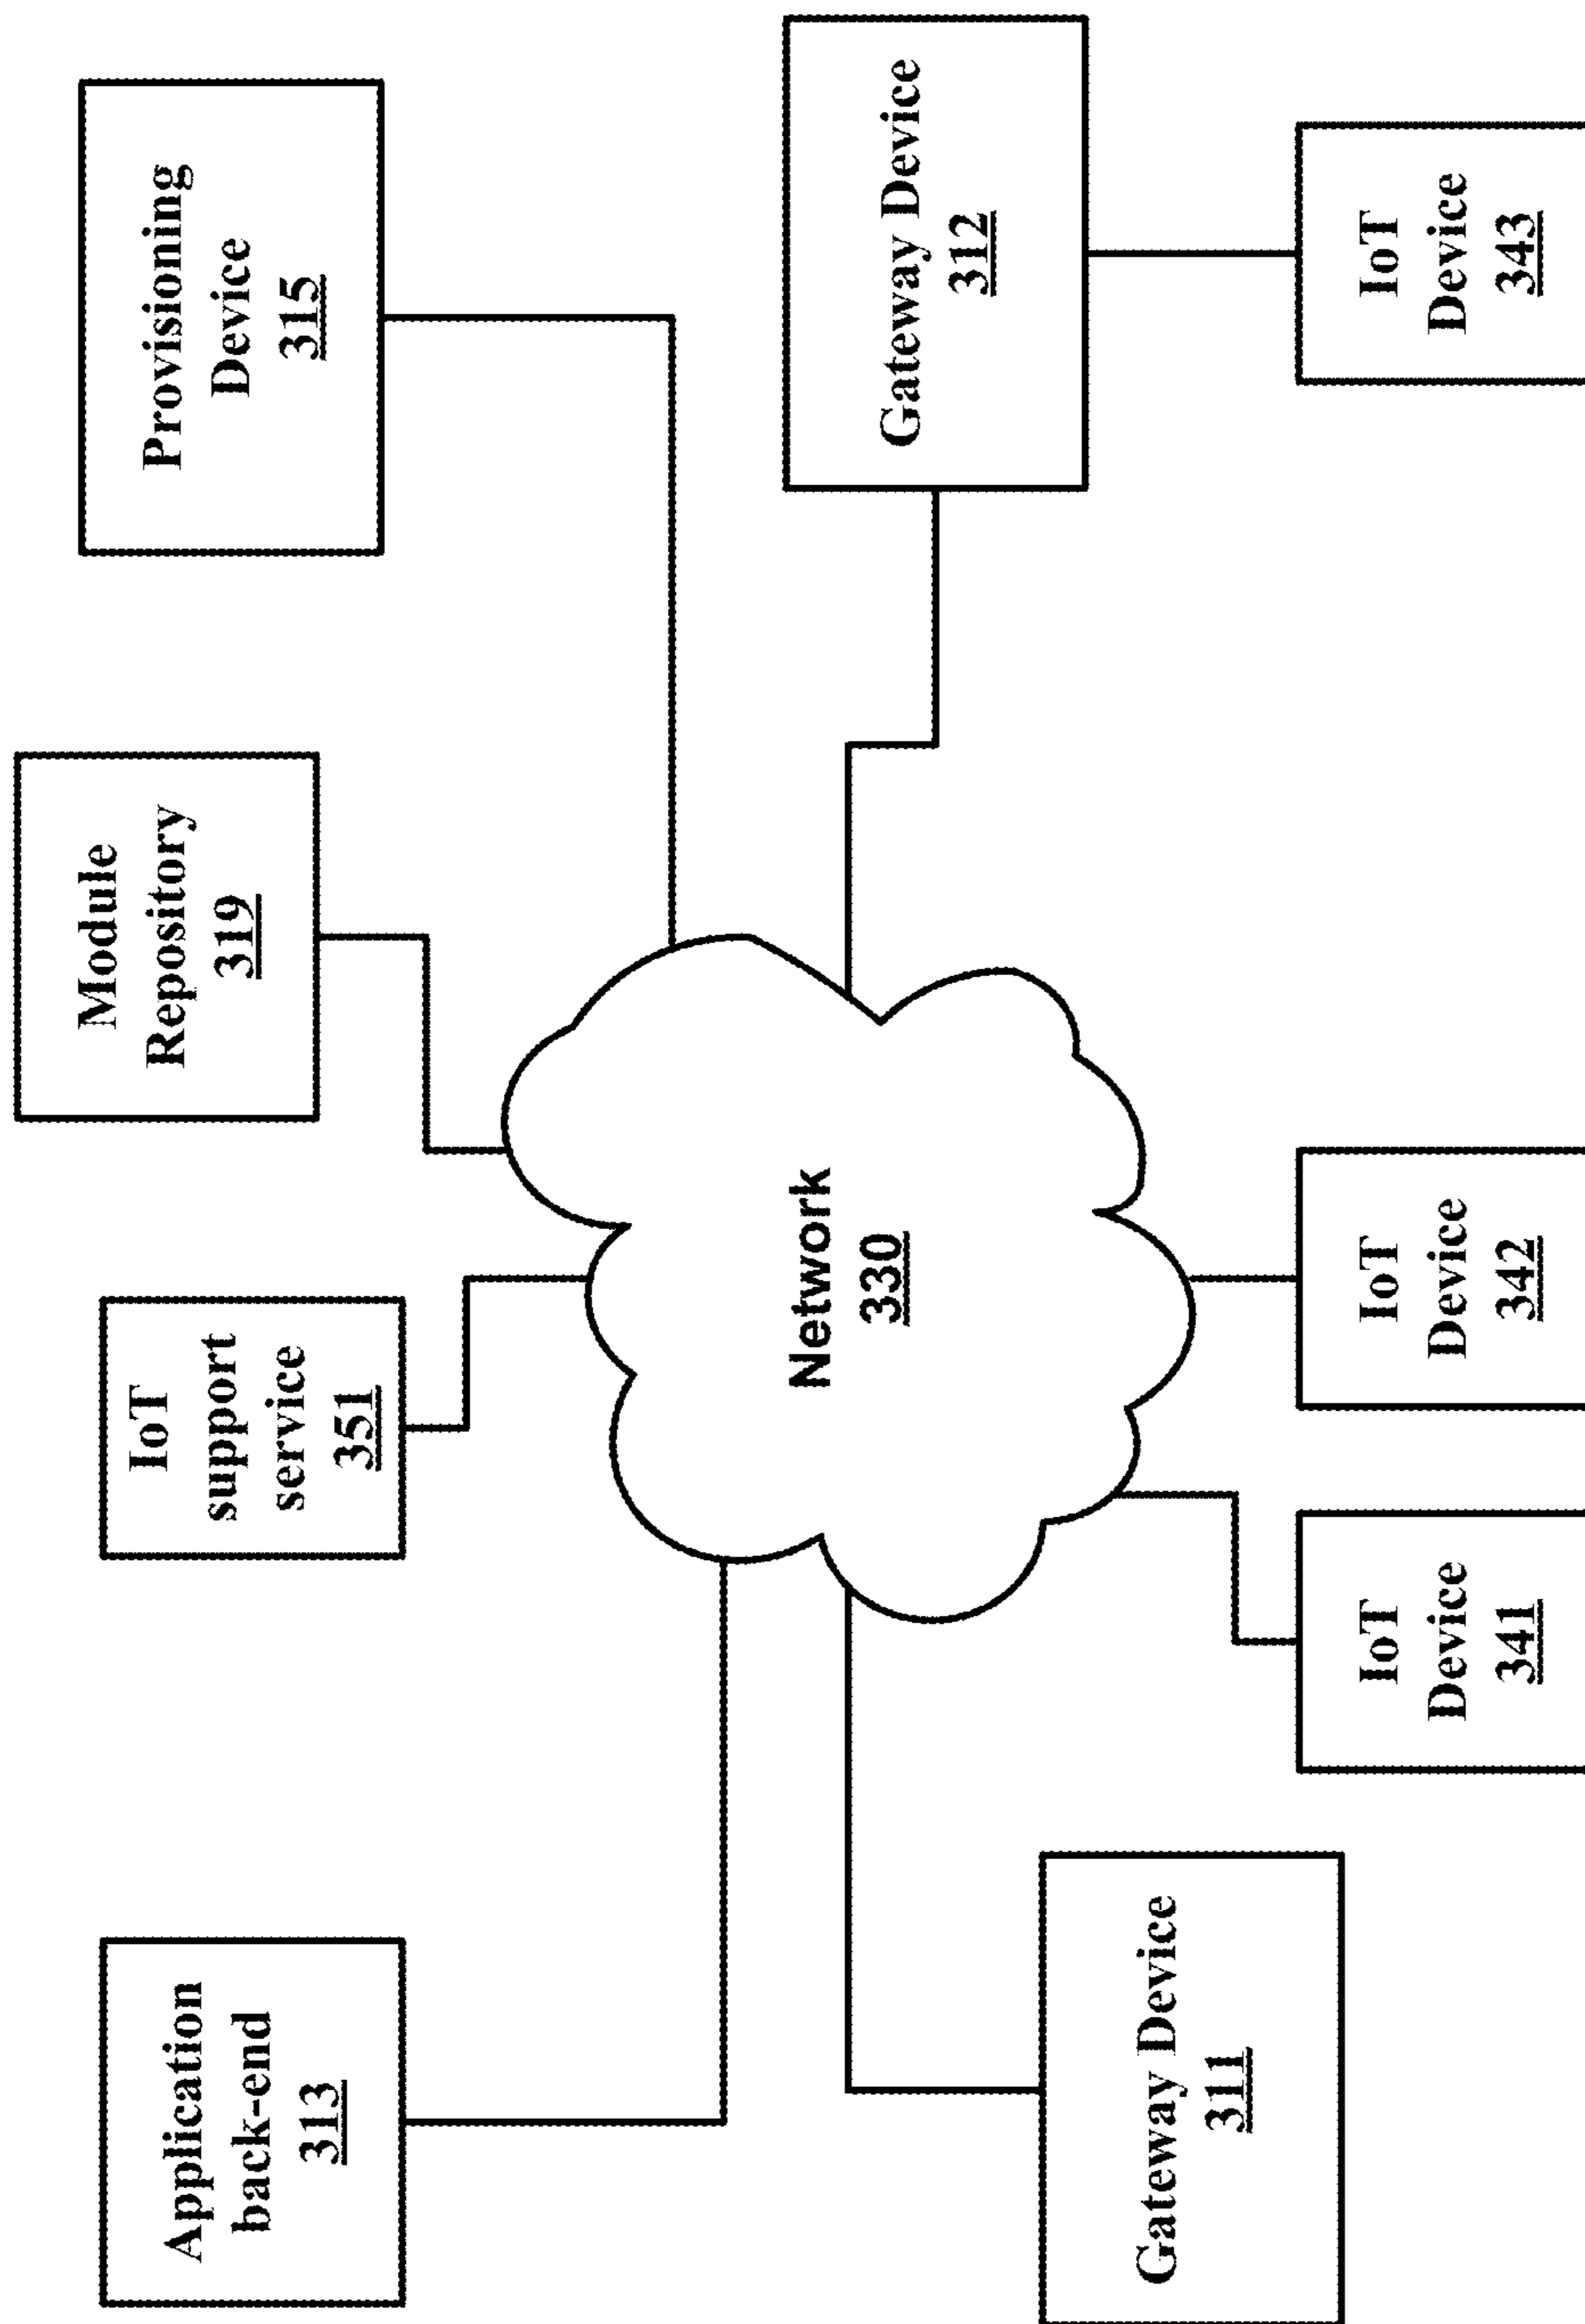 Application
back-end
313
IoT
support
service
351
Module
Repository
319
Provisioning
Device
315
Network
330
Gateway Device
311
IoT
Device
341
IoT
Device
342
Gateway Device
312
IoT
Device
343